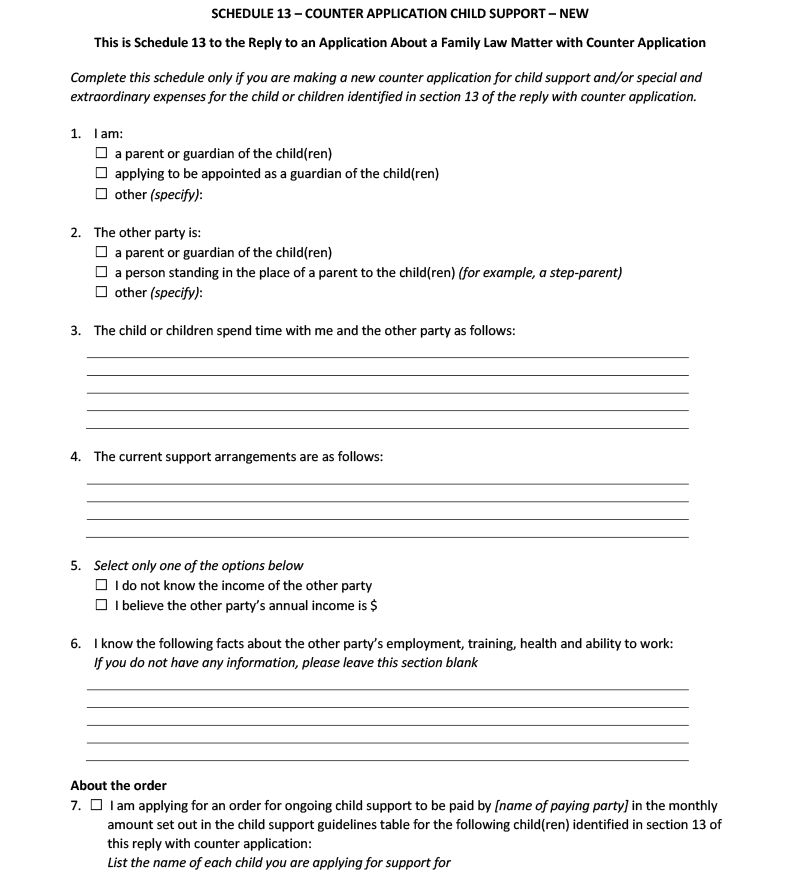 SCHEDULE 13 – COUNTER APPLICATION CHILD SUPPORT – NEW
This is Schedule 13 to the Reply to an Application About a Family Law Matter with Counter Application
Complete this schedule only if you are making a new counter application for child support and/or special and
extraordinary expenses for the child or children identified in section 13 of the reply with counter application.
1. I am:
☐ a parent or guardian of the child(ren)
☐ applying to be appointed as a guardian of the child(ren)
☐ other (specify):
2. The other party is:
☐ a parent or guardian of the child(ren)
☐ a person standing in the place of a parent to the child(ren) (for example, a step-parent)
☐ other (specify):
3. The child or children spend time with me and the other party as follows:
4. The current support arrangements are as follows:
5. Select only one of the options below
☐ I do not know the income of the other party
☐ I believe the other party’s annual income is $
6. I know the following facts about the other party’s employment, training, health and ability to work:
If you do not have any information, please leave this section blank
About the order
7. ☐ I am applying for an order for ongoing child support to be paid by [name of paying party] in the monthly
amount set out in the child support guidelines table for the following child(ren) identified in section 13 of
this reply with counter application:
List the name of each child you are applying for support for